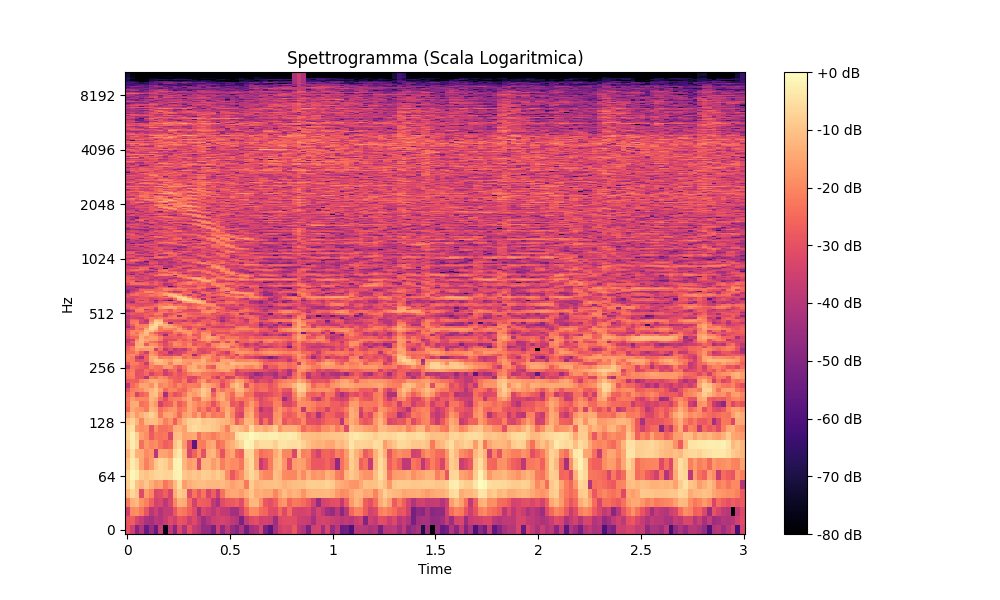 Spettrogramma (Scala Logaritmica)
Hz
8192
4096
2048
1024
512
256
128
64
0
0
0.5
1
1.5
2
2.5
3
Time
+0 dB
-10 dB
-20 dB
-30 dB
-40 dB
-50 dB
-60 dB
-70 dB
-80 dB